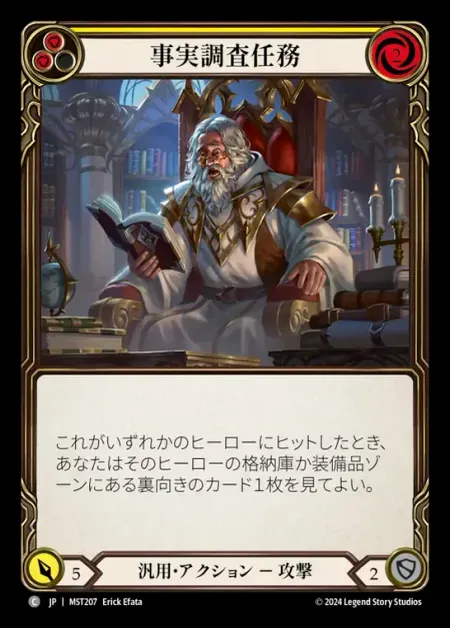 事実調査任務
2
これがいずれかのヒーローにヒットしたとき、
あなたはそのヒーローの格納庫か装備品ゾ
ーンにある裏向きのカード1枚を見てよい。
5
汎用・アクション － 攻撃
2
C JP | MST207 Erick Efata
© 2024 Legend Story Studios